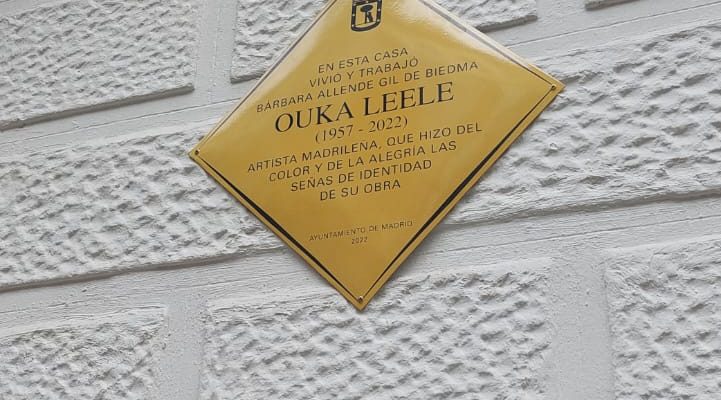 EN ESTA CASA
VIVIÓ Y TRABAJÓ
BÁRBARA ALLENDE GIL DE BIEDMA
OUKA LEELE
(1957 - 2022)
ARTISTA MADRILEÑA, QUE HIZO DEL
COLOR Y DE LA ALEGRÍA LAS
SEÑAS DE IDENTIDAD
DE SU OBRA
AYUNTAMIENTO DE MADRID
2022